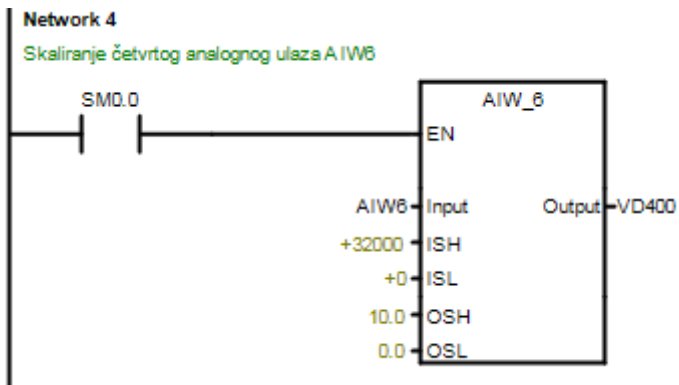 Network 4
Skaliranje četvrtog analognog ulaza AIW6
SM0.0
AIW_6
EN
AIW6 Input Output VD400
+32000 ISH
+0 ISL
10.0 OSH
0.0 OSL